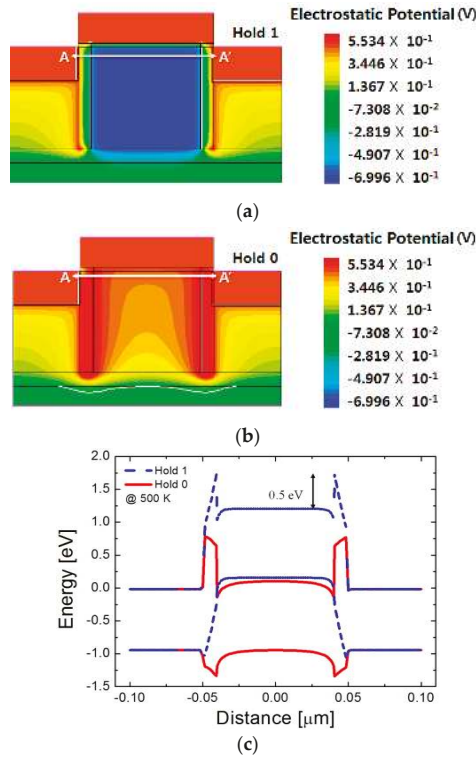 Hold 1
A A'
Electrostatic Potential (V)
5.534 X 10⁻¹
3.446 X 10⁻¹
1.367 X 10⁻¹
-7.308 X 10⁻²
-2.819 X 10⁻¹
-4.907 X 10⁻¹
-6.996 X 10⁻¹
(a)
Hold 0
A A'
Electrostatic Potential (V)
5.534 X 10⁻¹
3.446 X 10⁻¹
1.367 X 10⁻¹
-7.308 X 10⁻²
-2.819 X 10⁻¹
-4.907 X 10⁻¹
-6.996 X 10⁻¹
(b)
Energy [eV]
2.0
1.5
1.0
0.5
0.0
-0.5
-1.0
-1.5
Hold 1
Hold 0
@ 500 K
0.5 eV
-0.10 -0.05 0.00 0.05 0.10
Distance [μm]
(c)